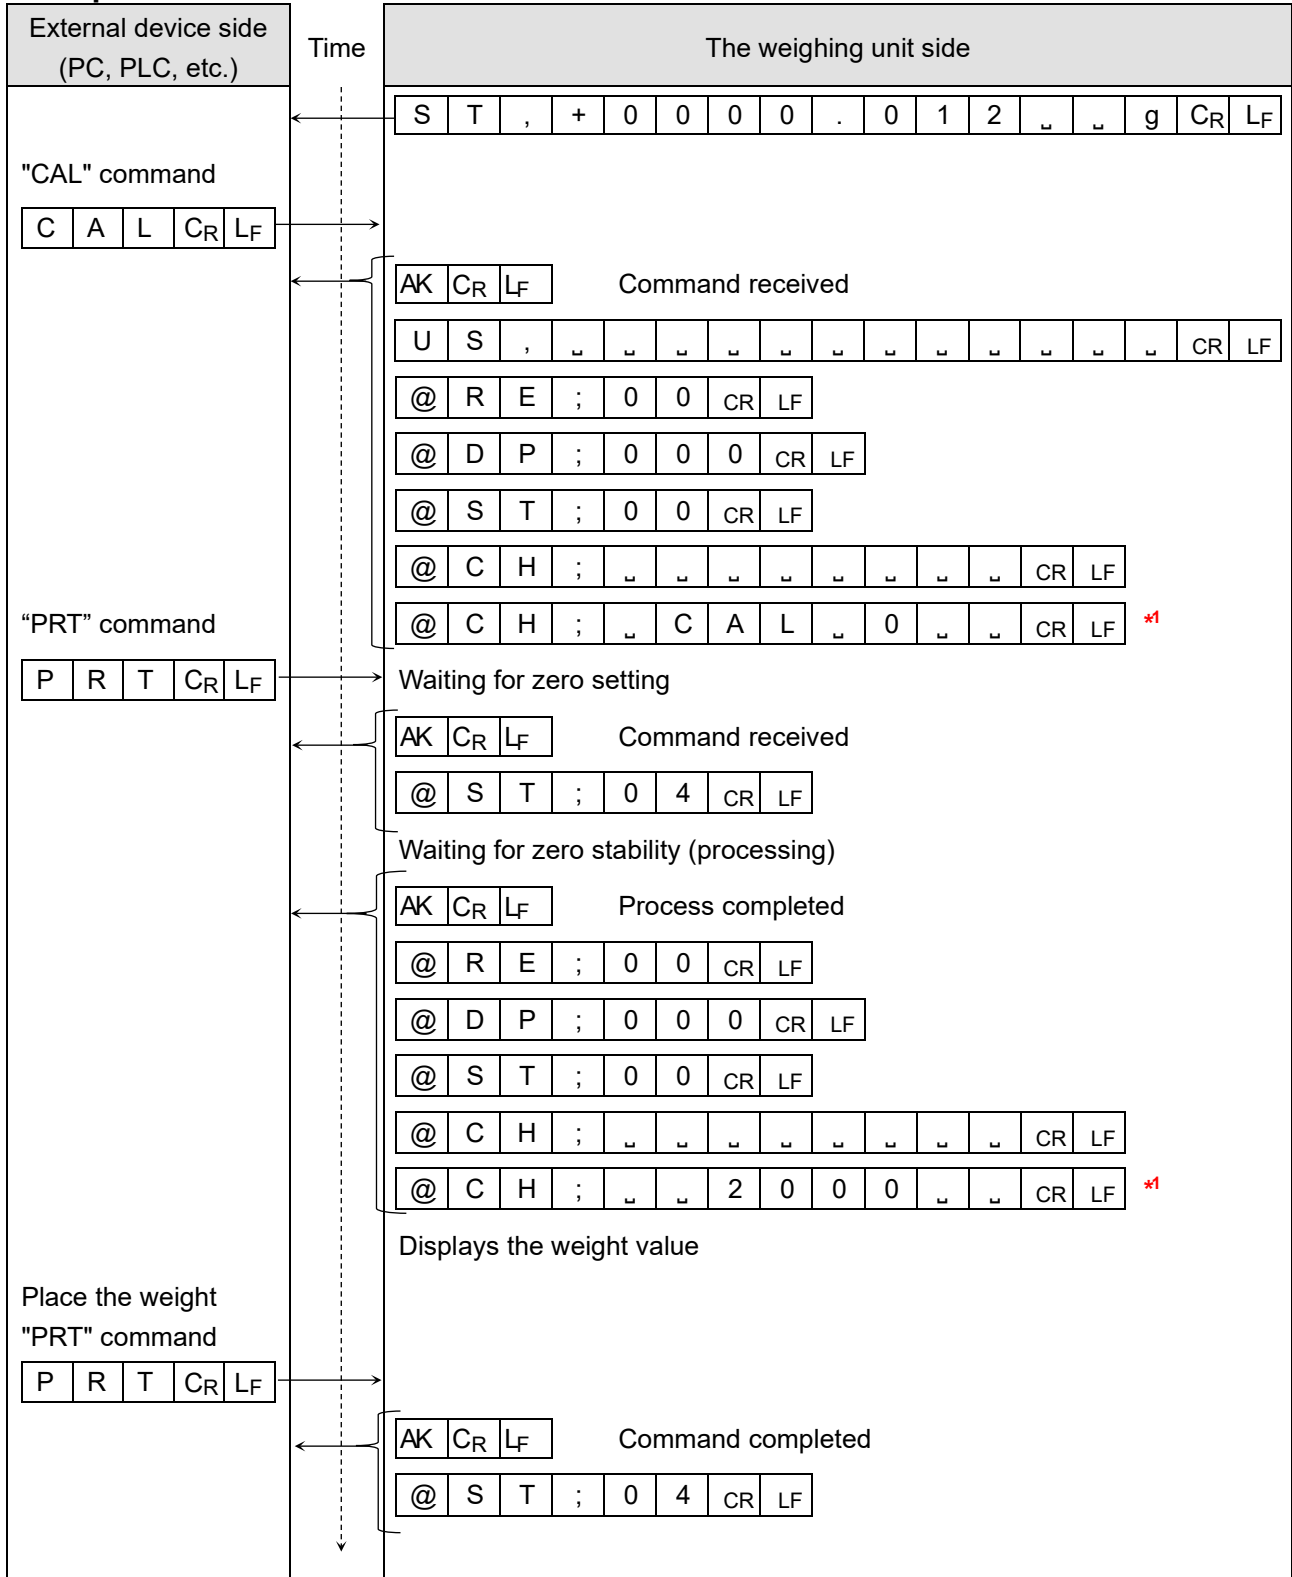 External device side
(PC, PLC, etc.)
Time
The weighing unit side
S T , + 0 0 0 0 . 0 1 2 ␣ ␣ g CR LF
"CAL" command
C A L CR LF
AK CR LF Command received
U S , ␣ ␣ ␣ ␣ ␣ ␣ ␣ ␣ ␣ ␣ ␣ ␣ CR LF
@ R E ; 0 0 CR LF
@ D P ; 0 0 0 CR LF
@ S T ; 0 0 CR LF
@ C H ; ␣ ␣ ␣ ␣ ␣ ␣ ␣ ␣ CR LF
“PRT” command
@ C H ; ␣ C A L ␣ 0 ␣ ␣ CR LF *1
P R T CR LF
Waiting for zero setting
AK CR LF Command received
@ S T ; 0 4 CR LF
Waiting for zero stability (processing)
AK CR LF Process completed
@ R E ; 0 0 CR LF
@ D P ; 0 0 0 CR LF
@ S T ; 0 0 CR LF
@ C H ; ␣ ␣ ␣ ␣ ␣ ␣ ␣ ␣ CR LF
@ C H ; ␣ ␣ 2 0 0 0 ␣ ␣ CR LF *1
Displays the weight value
Place the weight
"PRT" command
P R T CR LF
AK CR LF Command completed
@ S T ; 0 4 CR LF